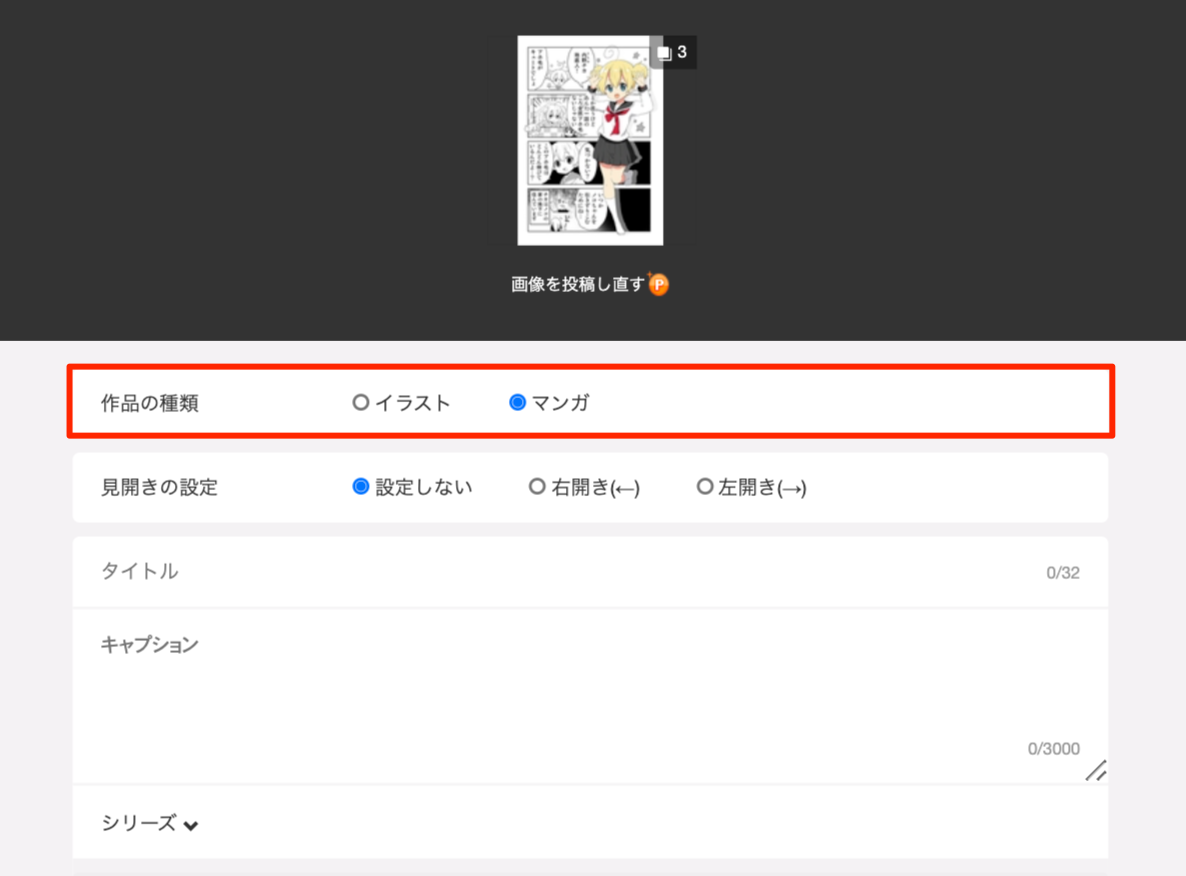 3
画像を投稿し直す P
作品の種類 イラスト マンガ
見開きの設定 設定しない 右開き(←) 左開き(→)
タイトル 0/32
キャプション
0/3000
シリーズ